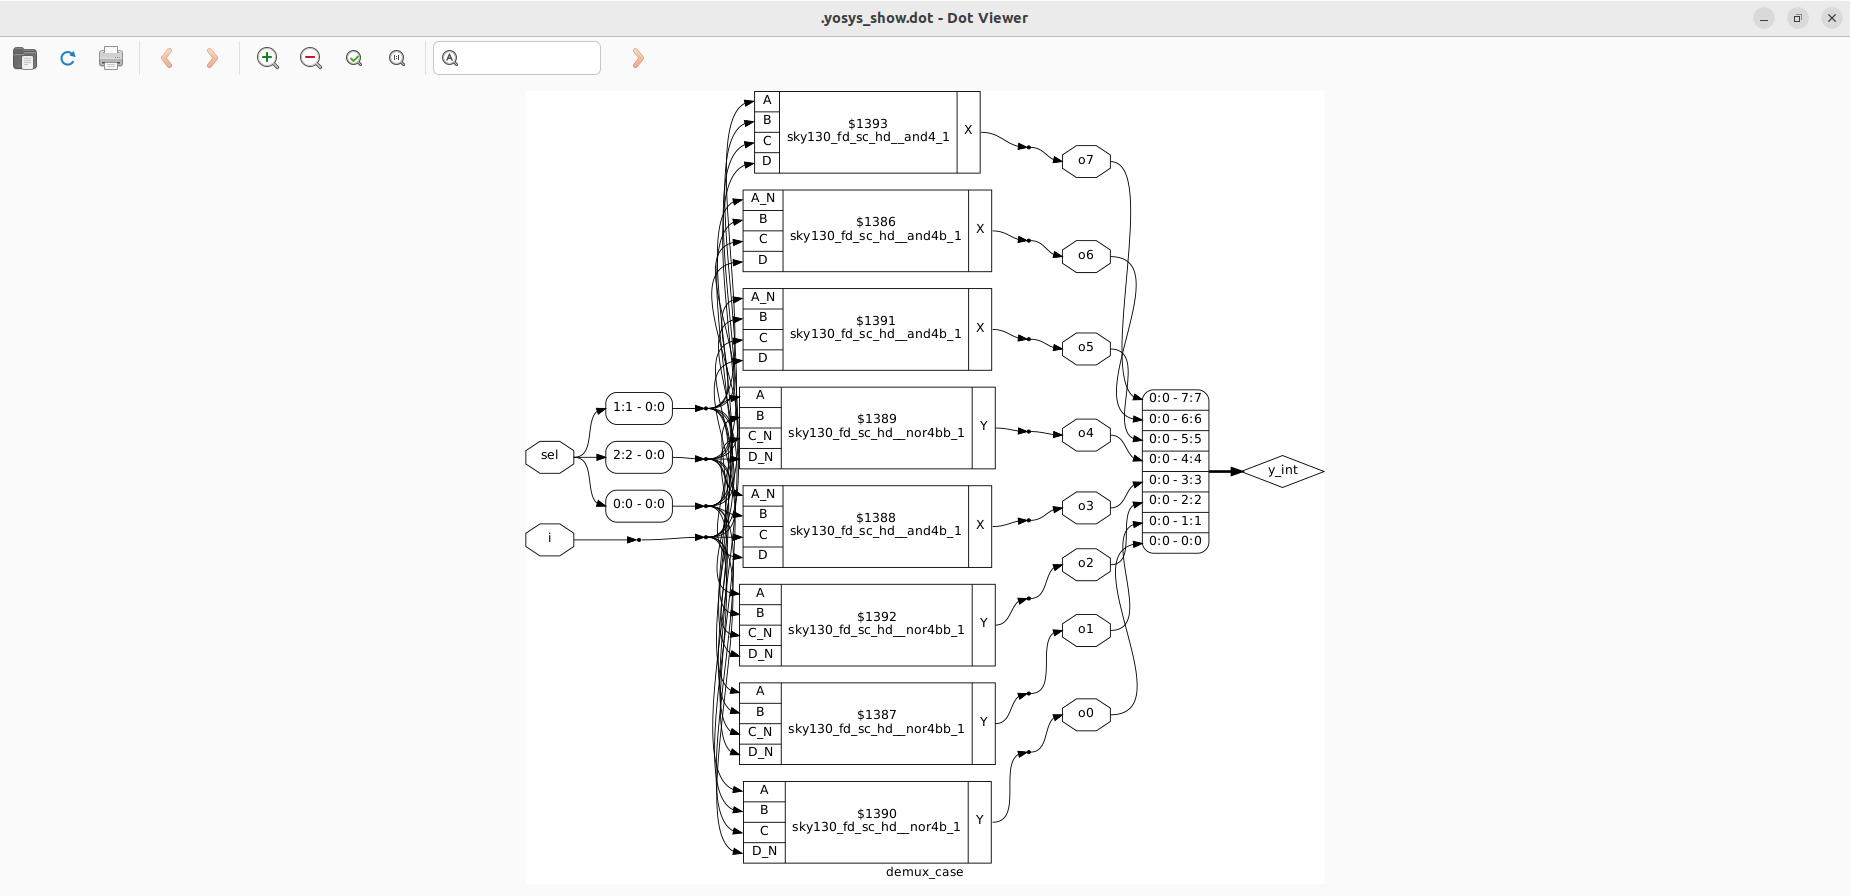 .yosys_show.dot - Dot Viewer
A
B
C
D
$1393
sky130_fd_sc_hd__and4_1
X
o7
A_N
B
C
D
$1386
sky130_fd_sc_hd__and4b_1
X
o6
A_N
B
C
D
$1391
sky130_fd_sc_hd__and4b_1
X
o5
A
B
C_N
D_N
$1389
sky130_fd_sc_hd__nor4bb_1
Y
o4
sel
1:1 - 0:0
2:2 - 0:0
0:0 - 0:0
i
A_N
B
C
D
$1388
sky130_fd_sc_hd__and4b_1
X
o3
A
B
C_N
D_N
$1392
sky130_fd_sc_hd__nor4bb_1
Y
o2
A
B
C_N
D_N
$1387
sky130_fd_sc_hd__nor4bb_1
Y
o1
A
B
C
D_N
$1390
sky130_fd_sc_hd__nor4b_1
Y
o0
0:0 - 7:7
0:0 - 6:6
0:0 - 5:5
0:0 - 4:4
0:0 - 3:3
0:0 - 2:2
0:0 - 1:1
0:0 - 0:0
y_int
demux_case